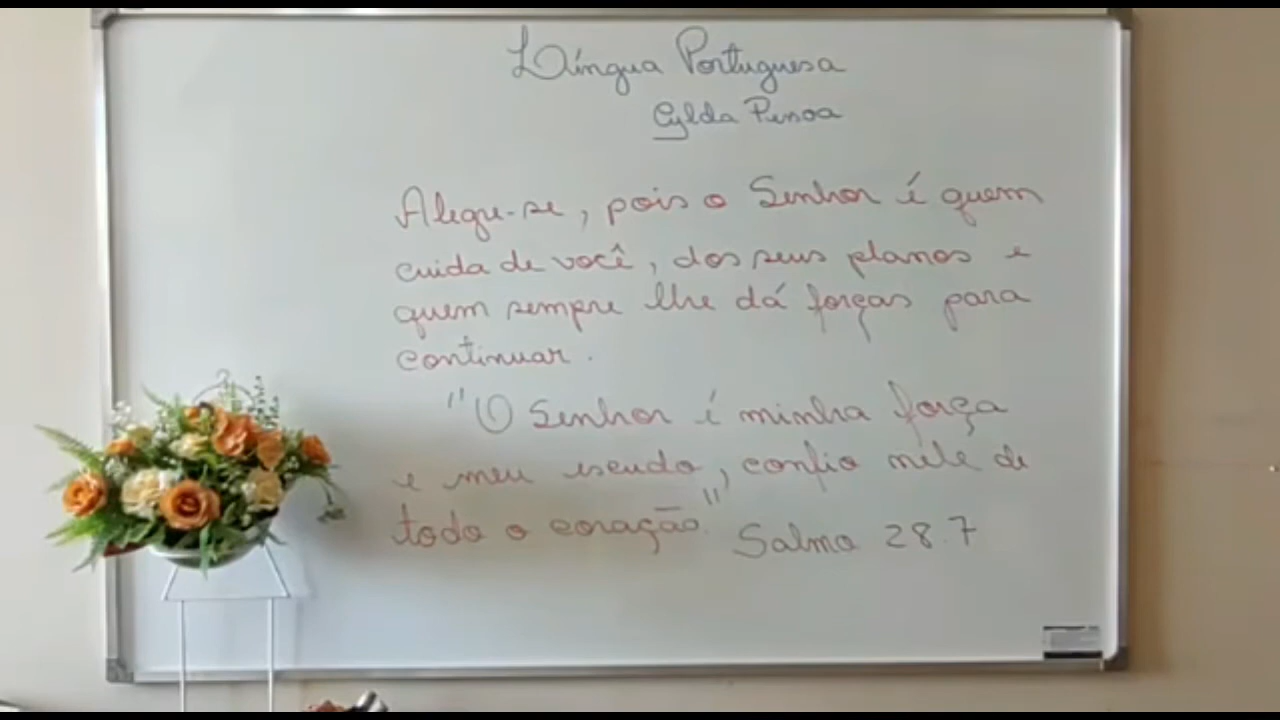 Língua Portuguesa
Gylda Pessoa
Alegre-se, pois o Senhor é quem
cuida de você, dos seus planos e
quem sempre lhe dá forças para
continuar.
"O Senhor é minha força
e meu escudo, confio nele de
todo o coração." Salmo 28.7